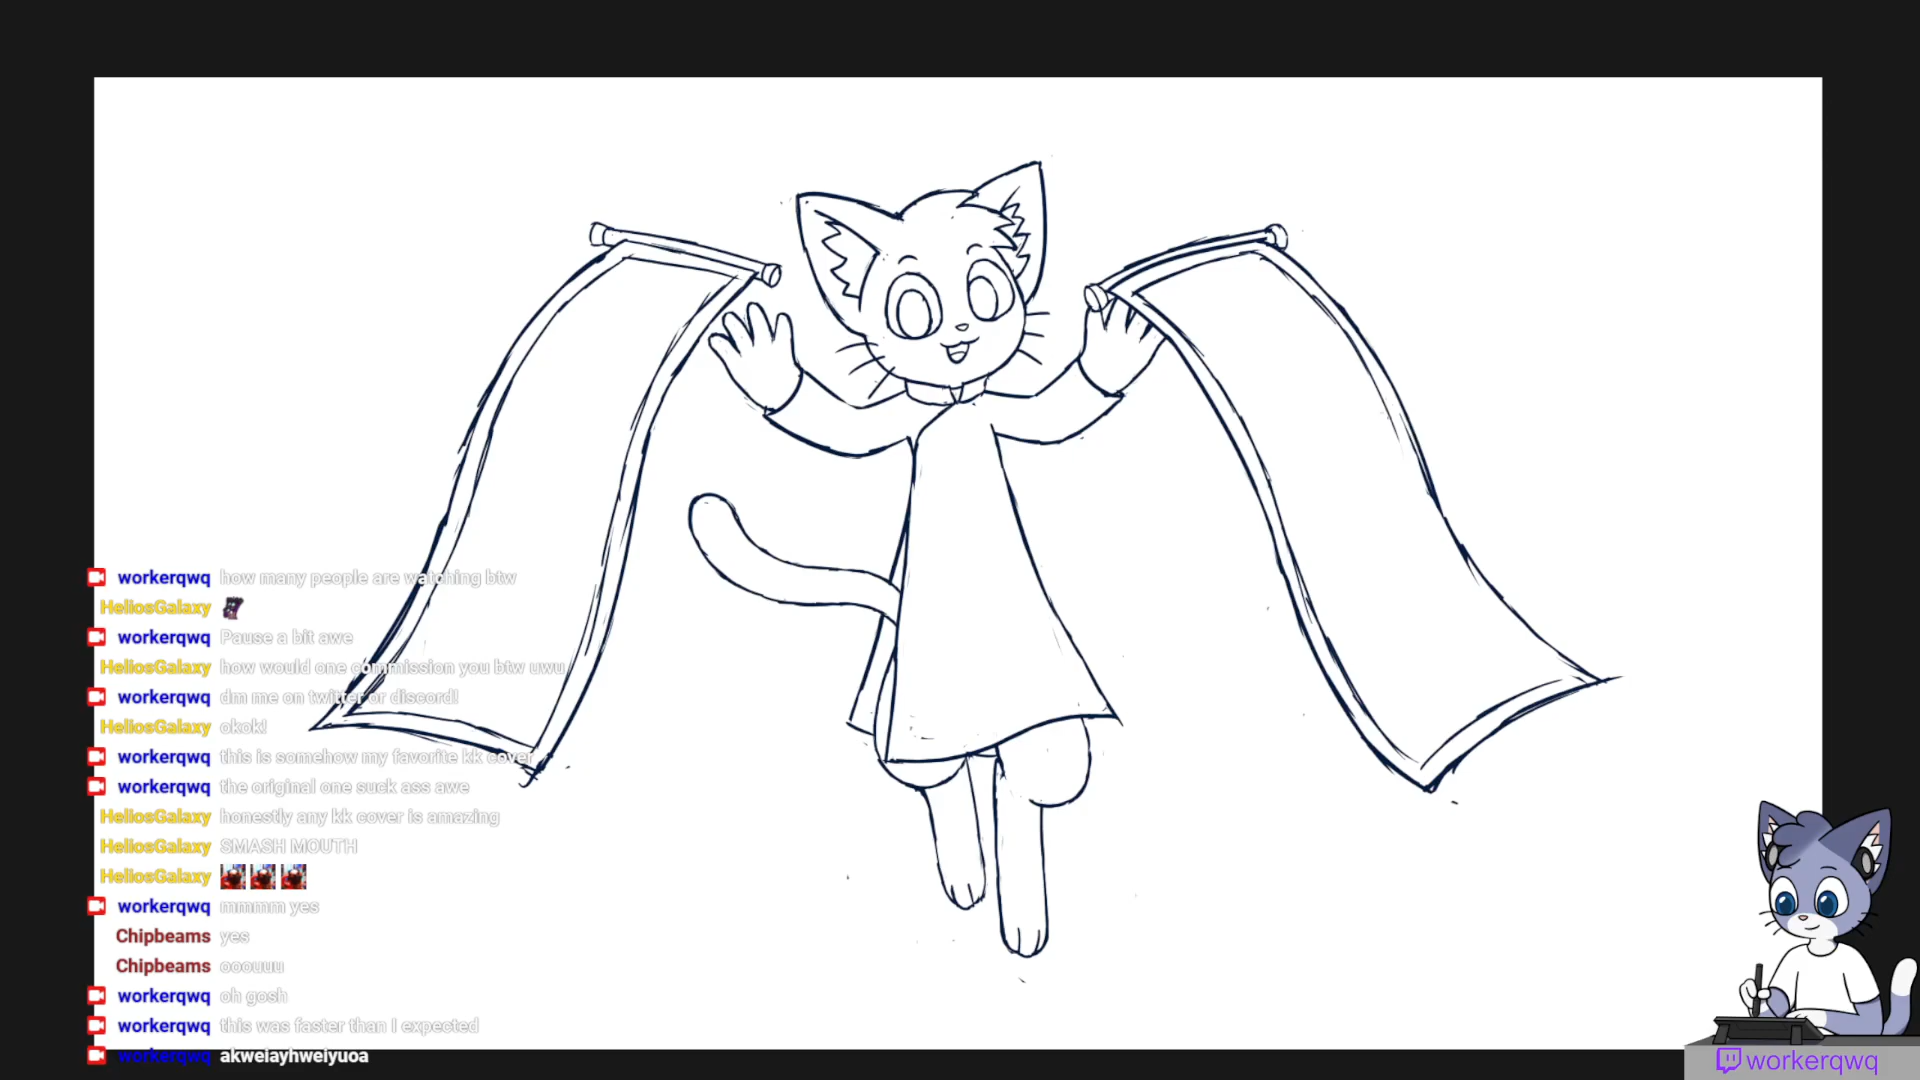 workerqwq how many people are watching btw
HeliosGalaxy
workerqwq Pause a bit awe
HeliosGalaxy how would one commission you btw uwu
workerqwq dm me on twitter or discord!
HeliosGalaxy okok!
workerqwq this is somehow my favorite kk cover
workerqwq the original one suck ass awe
HeliosGalaxy honestly any kk cover is amazing
HeliosGalaxy SMASH MOUTH
HeliosGalaxy
workerqwq mmmm yes
Chipbeams yes
Chipbeams ooouuu
workerqwq oh gosh
workerqwq this was faster than I expected
workerqwq akweiayhweiyuoa
workerqwq